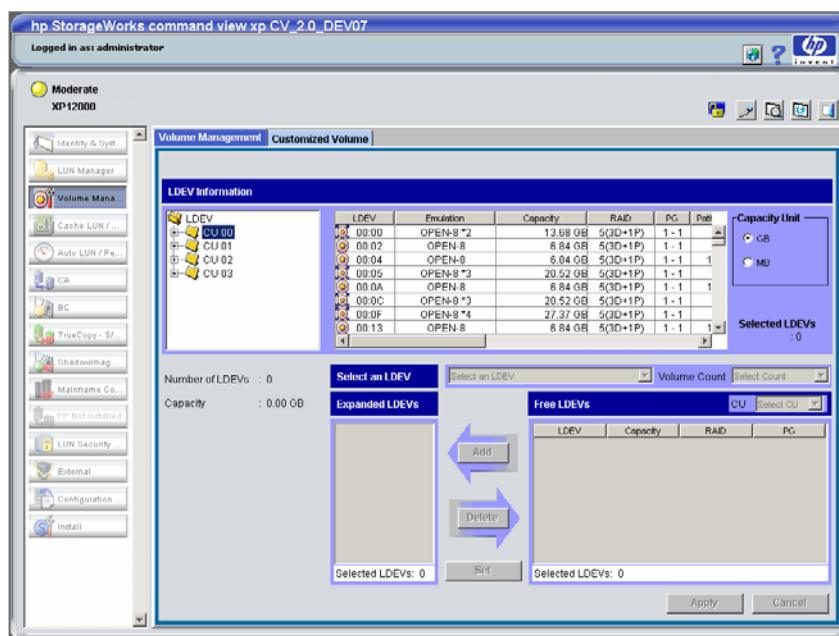 hp StorageWorks command view xp CV_2.0_DEV07
Logged in as: administrator
hp
invent
Moderate
XP12000
Identity & Syst...
LUN Manager
Volume Mana...
Cache LUN / ...
Auto LUN / Pe...
CA
BC
TrueCopy - S/...
ShadowImag...
Mainframe Co...
PP Not Installed
LUN Security ...
External
Configuration ...
Install
Volume Management
Customized Volume
LDEV Information
LDEV
CU 00
CU 01
CU 02
CU 03
LDEV Emulation Capacity RAID PG Path
00:00 OPEN-8 *2 13.68 GB 5(3D+1P) 1 - 1
00:02 OPEN-8 6.84 GB 5(3D+1P) 1 - 1
00:04 OPEN-8 6.84 GB 5(3D+1P) 1 - 1 1
00:05 OPEN-8 *3 20.52 GB 5(3D+1P) 1 - 1
00:0A OPEN-8 6.84 GB 5(3D+1P) 1 - 1 1
00:0C OPEN-8 *3 20.52 GB 5(3D+1P) 1 - 1
00:0F OPEN-8 *4 27.37 GB 5(3D+1P) 1 - 1
00:13 OPEN-8 6.84 GB 5(3D+1P) 1 - 1 1
Capacity Unit
GB
MB
Selected LDEVs
: 0
Number of LDEVs : 0
Capacity : 0.00 GB
Select an LDEV
Select an LDEV
Volume Count
Select Count
Expanded LDEVs
Free LDEVs
CU
Select CU
LDEV Capacity RAID PG
Add
Delete
Set
Selected LDEVs: 0
Selected LDEVs: 0
Apply
Cancel